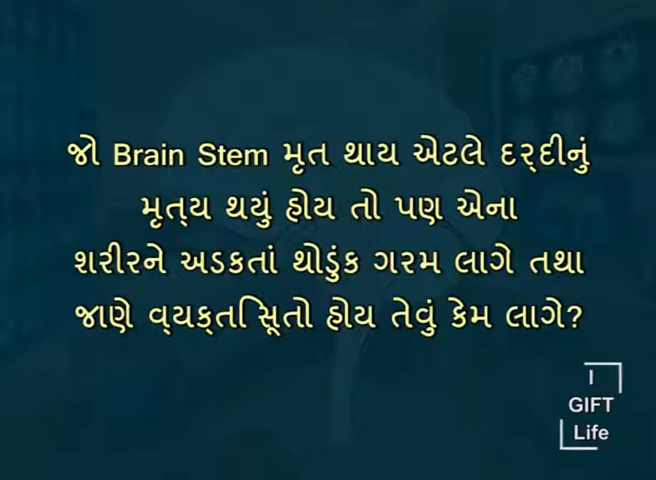 જો Brain Stem મૃત થાય એટલે દર્દીનું
મૃત્ય થયું હોય તો પણ એના
શરીરને અડકતાં થોડુંક ગરમ લાગે તથા
જાણે વ્યક્તિ સૂતો હોય તેવું કેમ લાગે?
I
GIFT
Life